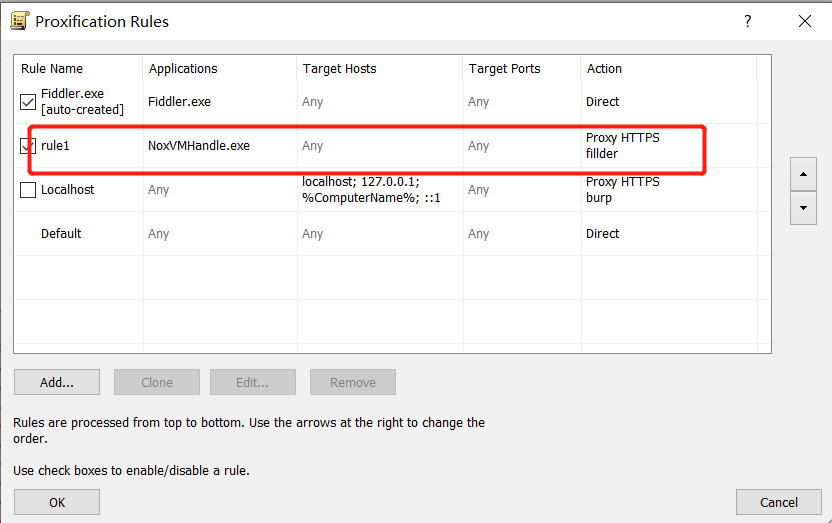 Proxification Rules
?
Rule Name Applications Target Hosts Target Ports Action
Fiddler.exe
[auto-created] Fiddler.exe Any Any Direct
rule1 NoxVMHandle.exe Any Any Proxy HTTPS
fillder
Localhost Any localhost; 127.0.0.1;
%ComputerName%; ::1 Any Proxy HTTPS
burp
Default Any Any Any Direct
Add... Clone Edit... Remove
Rules are processed from top to bottom. Use the arrows at the right to change the
order.
Use check boxes to enable/disable a rule.
OK Cancel